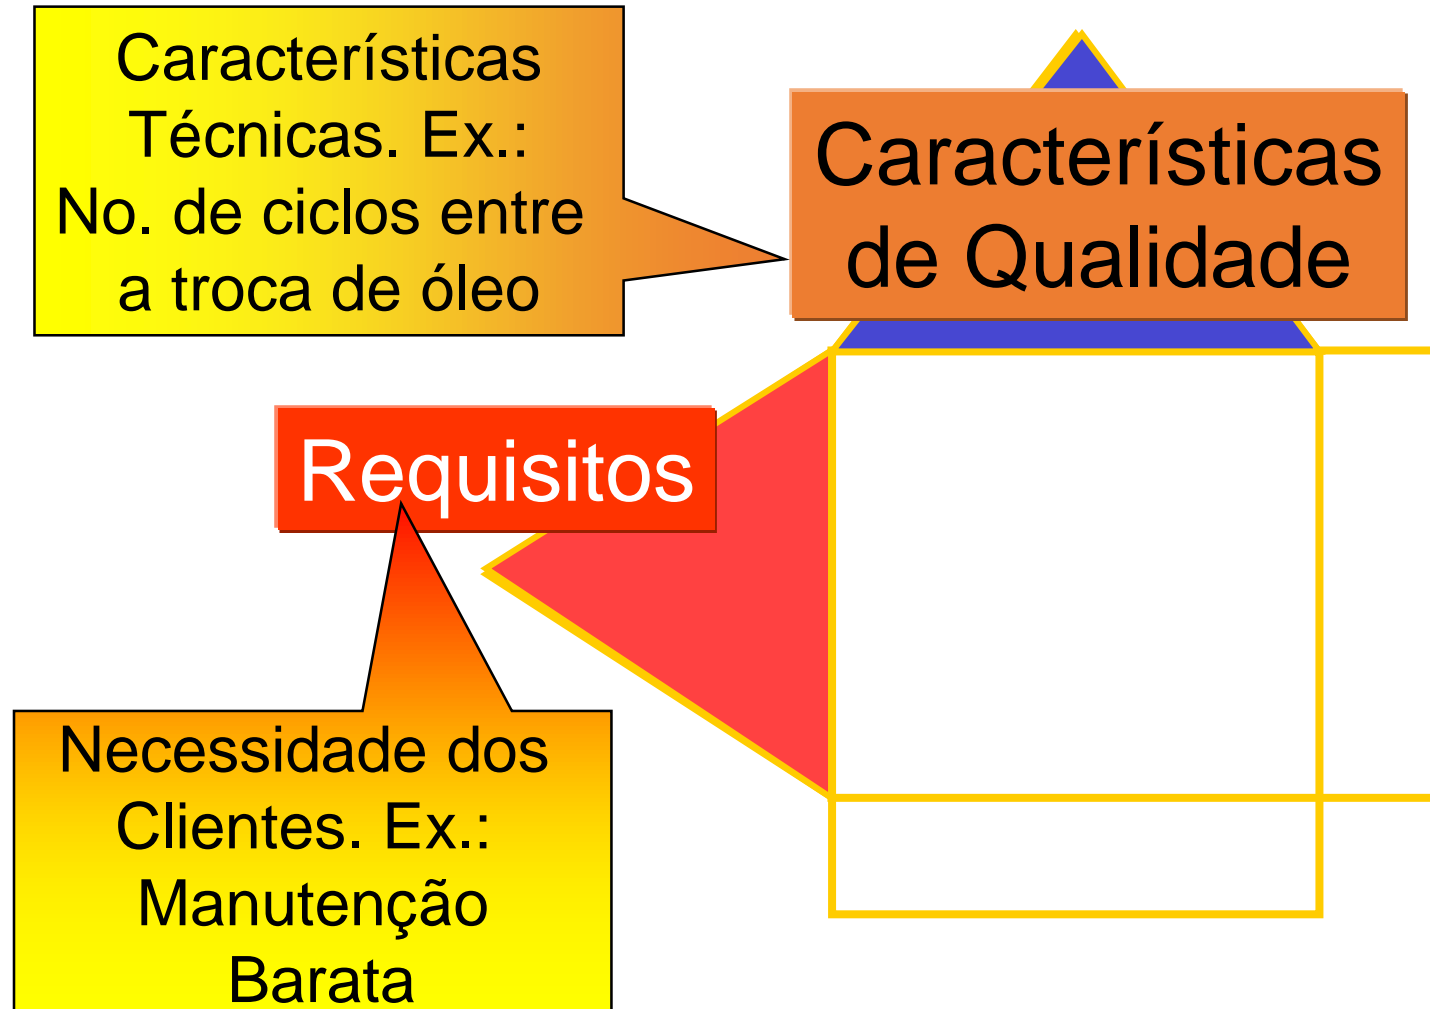 Características
Técnicas. Ex.:
No. de ciclos entre
a troca de óleo
Características
de Qualidade
Requisitos
Necessidade dos
Clientes. Ex.:
Manutenção
Barata